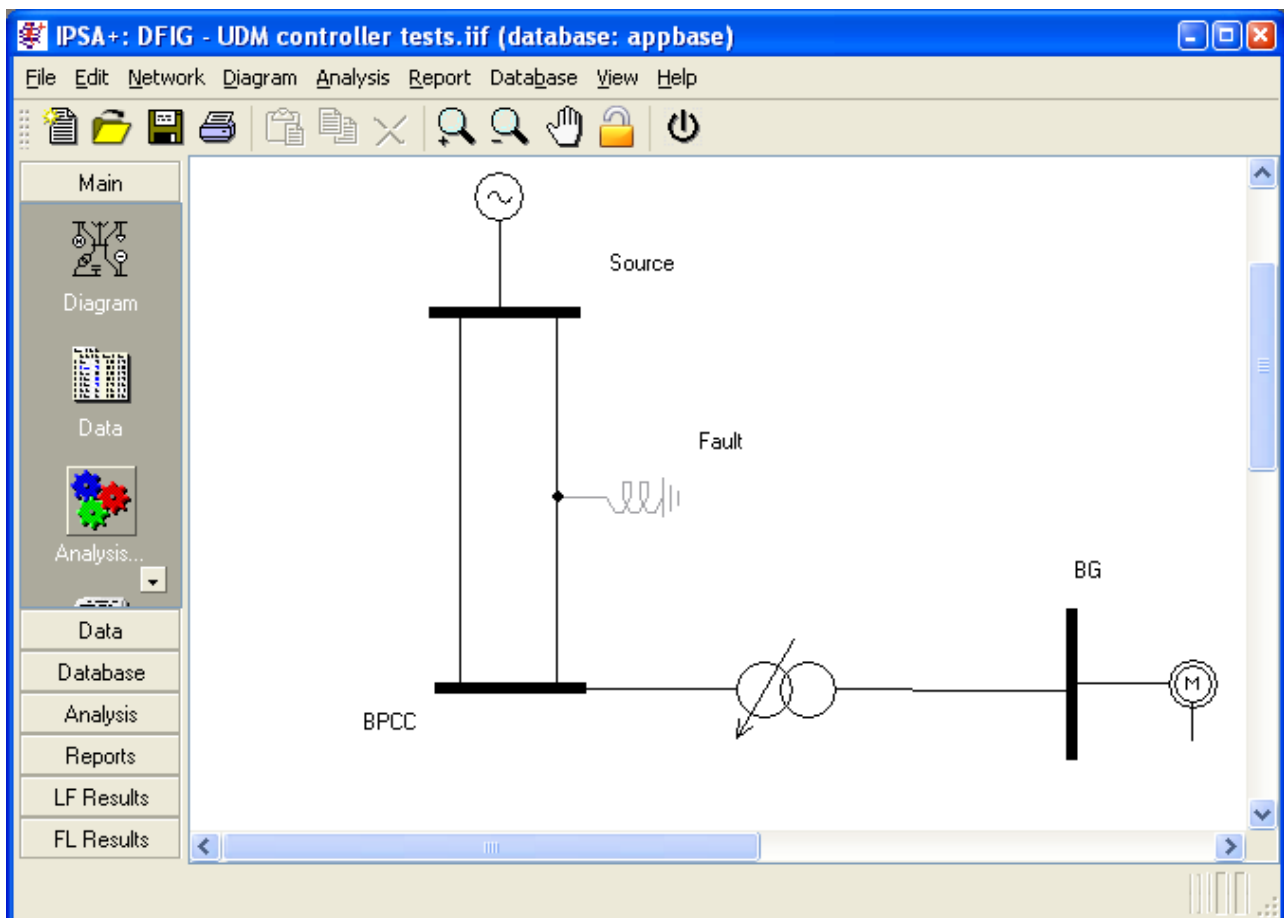 IPSA+: DFIG - UDM controller tests.iif (database: appbase)
File Edit Network Diagram Analysis Report Database View Help
Main
Diagram
Data
Analysis...
Data
Database
Analysis
Reports
LF Results
FL Results
Source
Fault
BG
M
BPCC